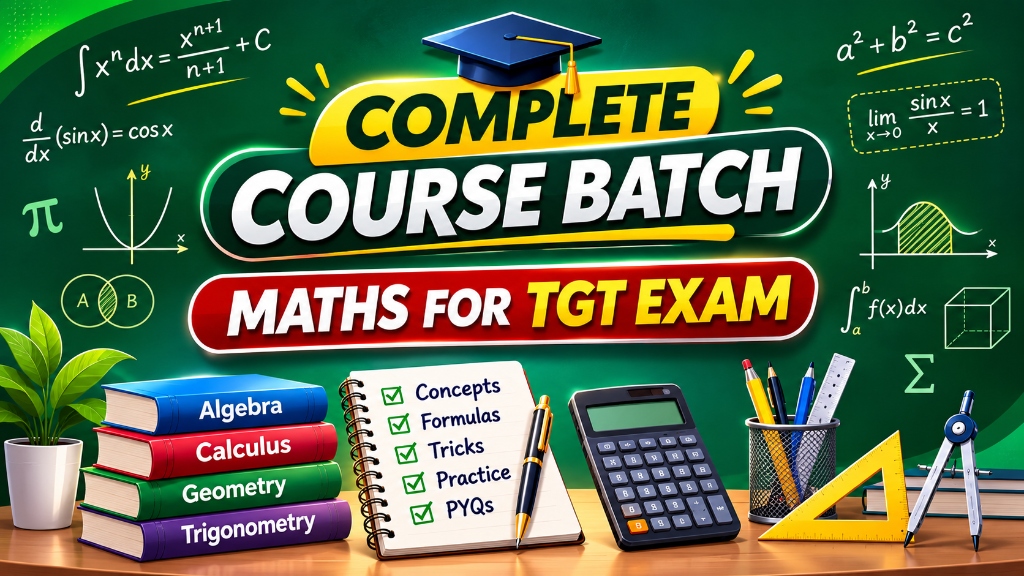 ∫xⁿdx = xⁿ⁺¹/n+1 + C
d/dx (sinx) = cosx
π
y
x
A B
COMPLETE
COURSE BATCH
MATHS FOR TGT EXAM
a² + b² = c²
lim x→0 sinx/x = 1
y
x
∫ₐᵇ f(x)dx
Σ
Algebra
Calculus
Geometry
Trigonometry
Concepts
Formulas
Tricks
Practice
PYQs